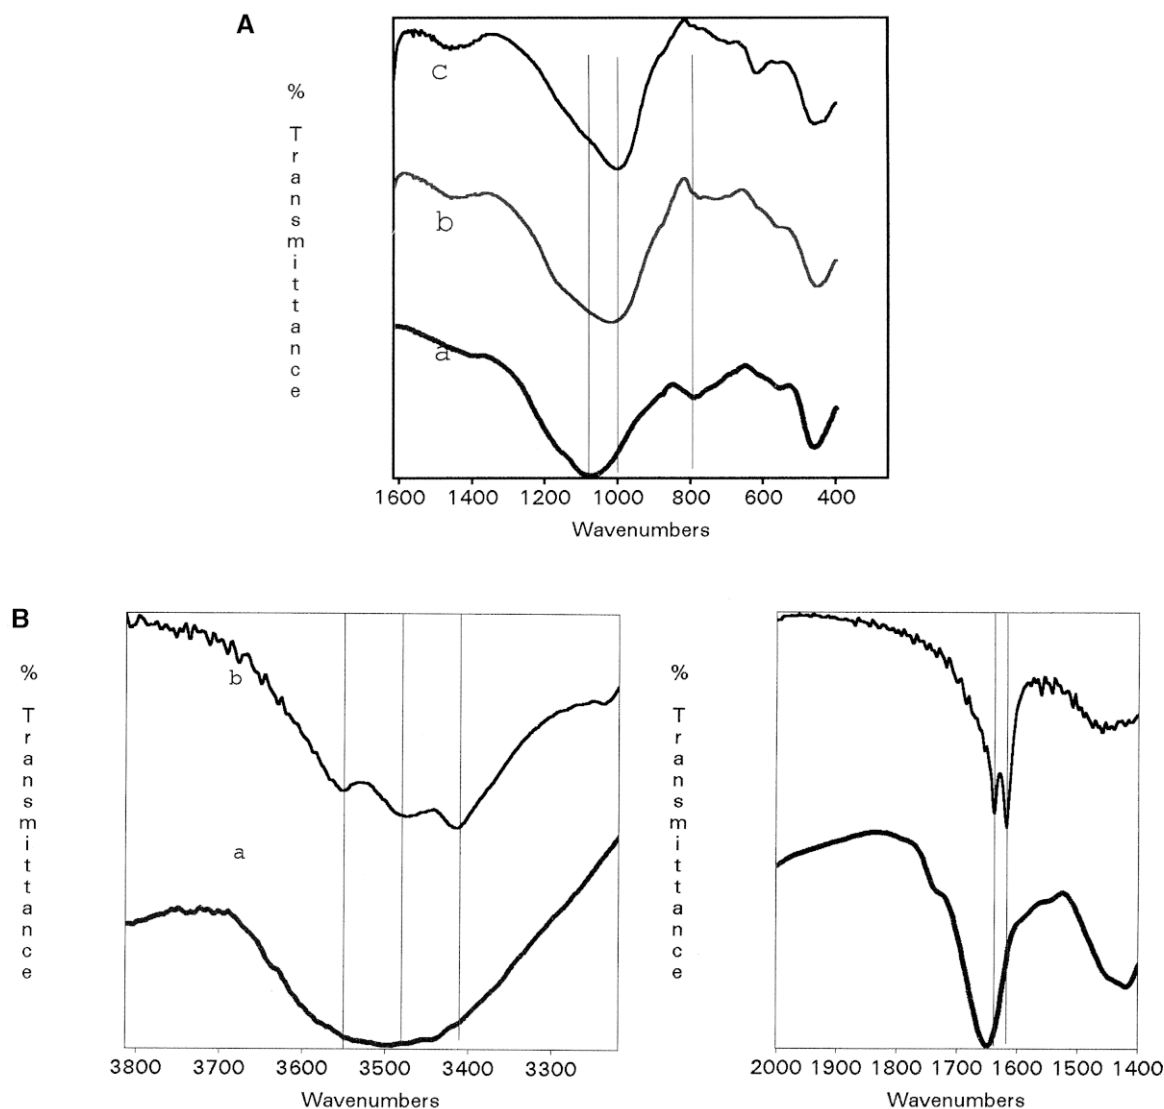 A
% Transmittance
c
b
a
1600 1400 1200 1000 800 600 400
Wavenumbers
B
% Transmittance
b
a
3800 3700 3600 3500 3400 3300
Wavenumbers
% Transmittance
2000 1900 1800 1700 1600 1500 1400
Wavenumbers